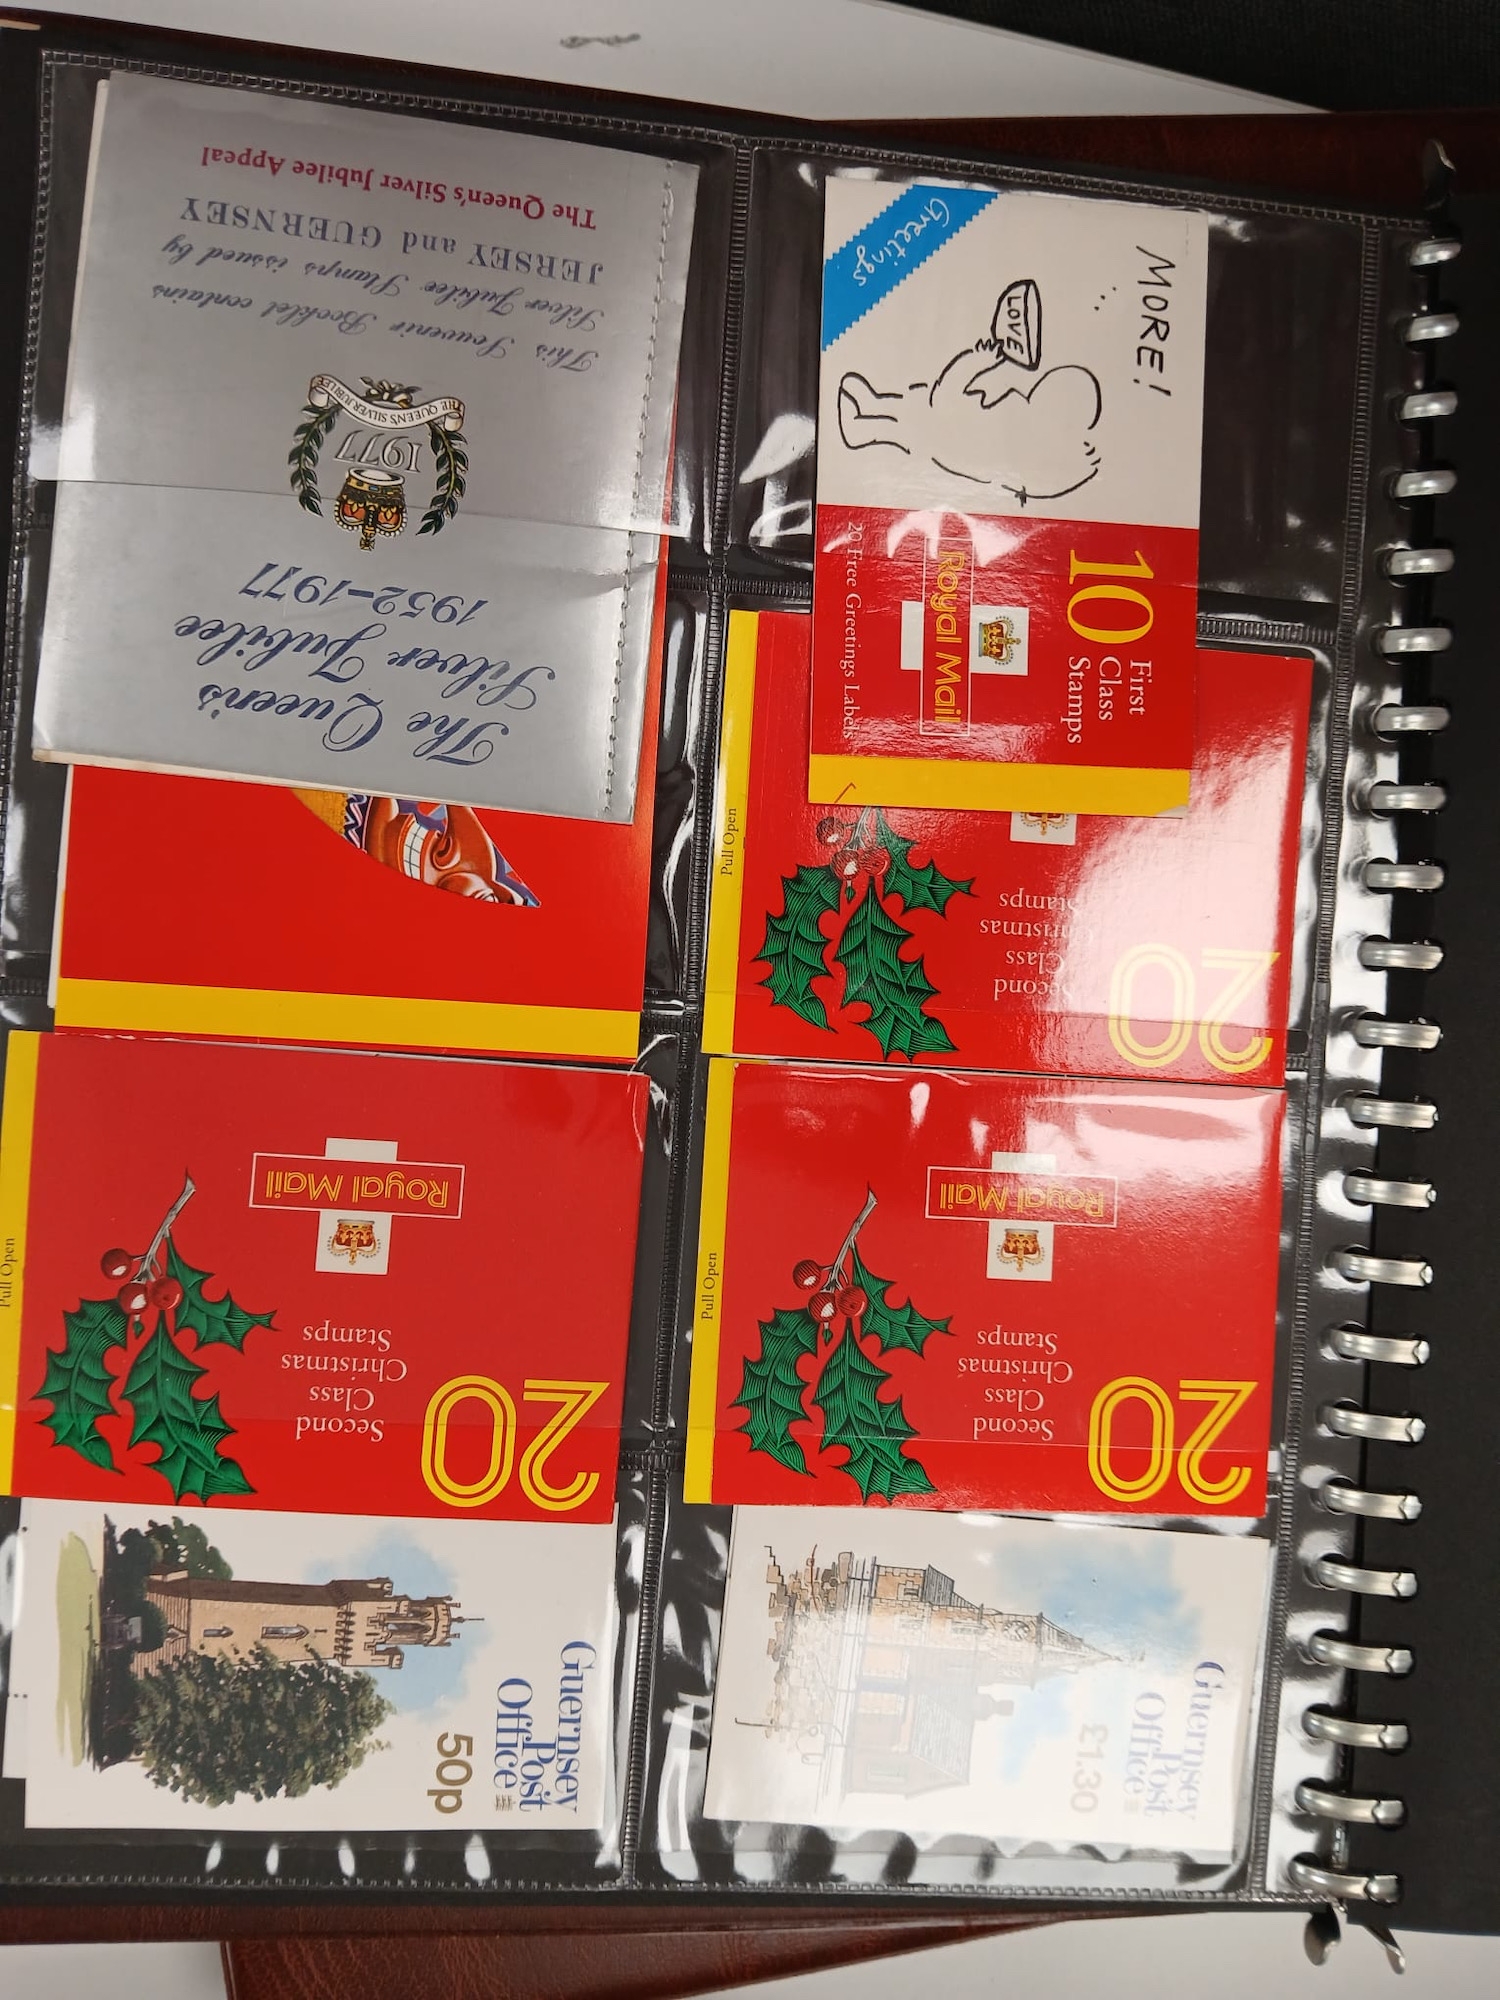 The Queen's
Silver Jubilee
1952–1977
1977
THE QUEEN'S SILVER JUBILEE
This Souvenir Booklet contains
Silver Jubilee Stamps issued by
JERSEY and GUERNSEY
The Queen's Silver Jubilee Appeal
Greetings
MORE!
LOVE
10
First
Class
Stamps
Royal Mail
20 Free Greetings Labels
Pull Open
20
Second
Class
Christmas
Stamps
Pull Open
20
Second
Class
Christmas
Stamps
Royal Mail
Pull Open
20
Second
Class
Christmas
Stamps
Royal Mail
Guernsey
Post
Office
50p
Guernsey
Post
Office
£1.30